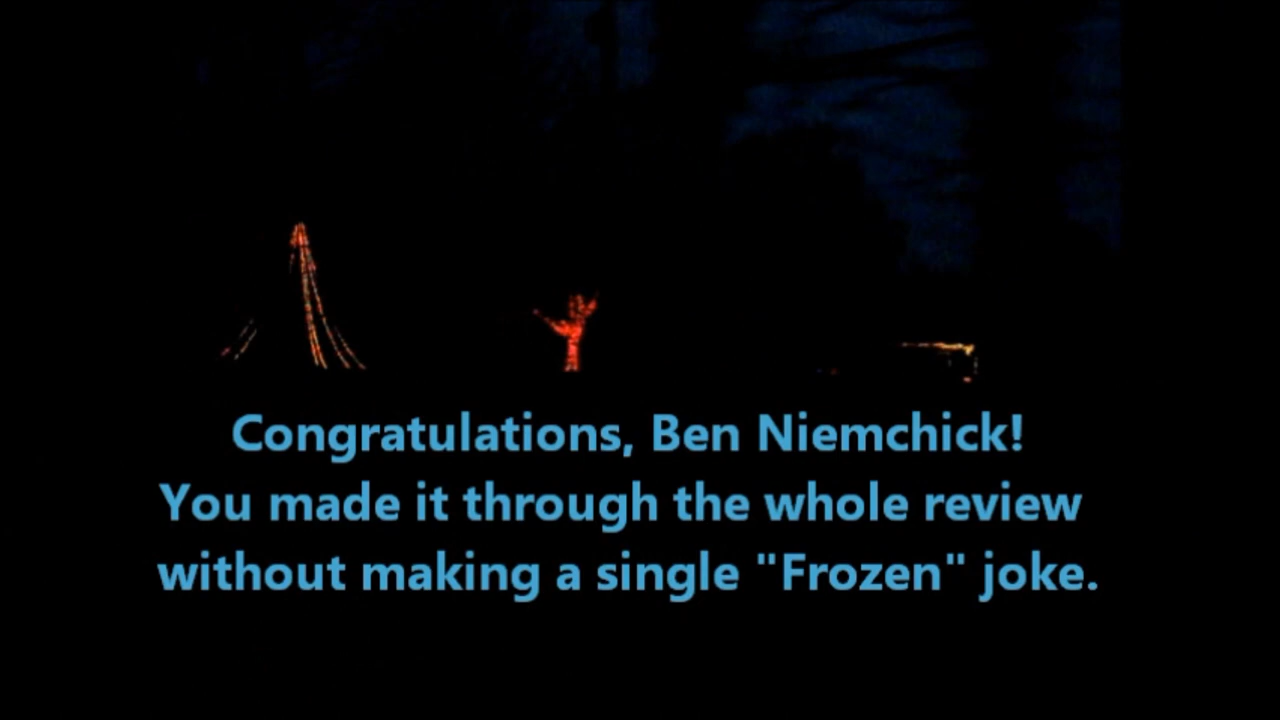 Congratulations, Ben Niemchick!
You made it through the whole review
without making a single "Frozen" joke.